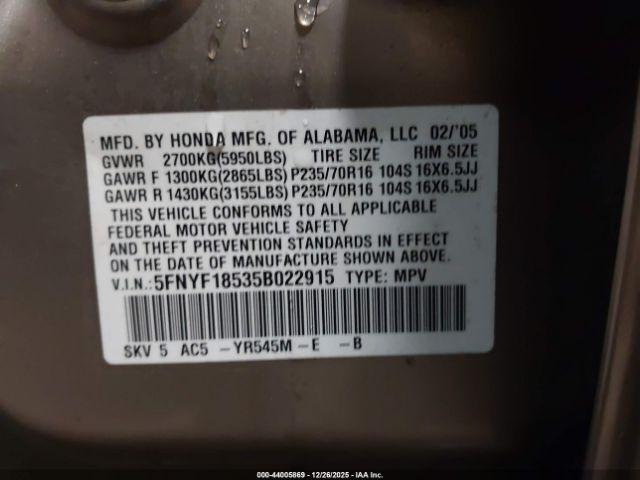 MFD. BY HONDA MFG. OF ALABAMA, LLC 02/'05
GVWR 2700KG(5950LBS) TIRE SIZE RIM SIZE
GAWR F 1300KG(2865LBS) P235/70R16 104S 16X6.5JJ
GAWR R 1430KG(3155LBS) P235/70R16 104S 16X6.5JJ
THIS VEHICLE CONFORMS TO ALL APPLICABLE
FEDERAL MOTOR VEHICLE SAFETY
AND THEFT PREVENTION STANDARDS IN EFFECT
ON THE DATE OF MANUFACTURE SHOWN ABOVE.
V.I.N.: 5FNYF18535B022915 TYPE: MPV
SKV 5 AC5 -YR545M-E -B
000-44005869 - 12/26/2025 - IAA Inc.